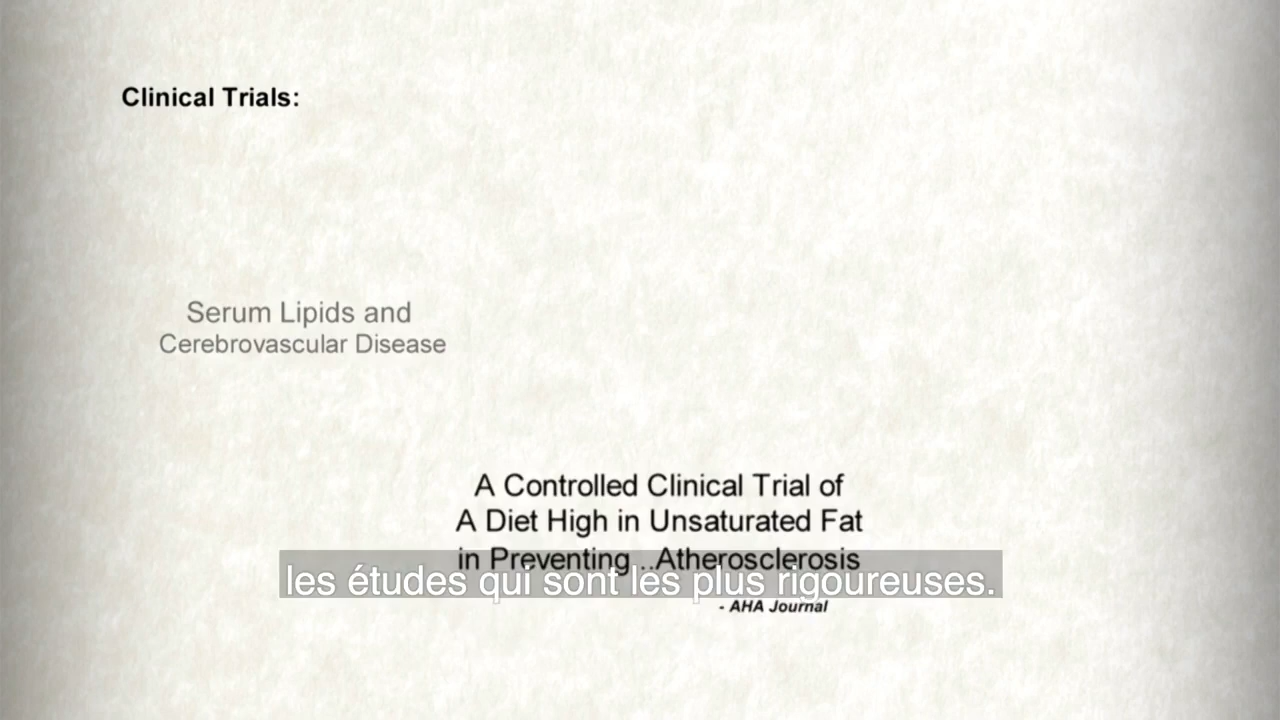 Clinical Trials:
Serum Lipids and
Cerebrovascular Disease
A Controlled Clinical Trial of
A Diet High in Unsaturated Fat
in Preventing ..Atherosclerosis
les études qui sont les plus rigoureuses.
- AHA Journal